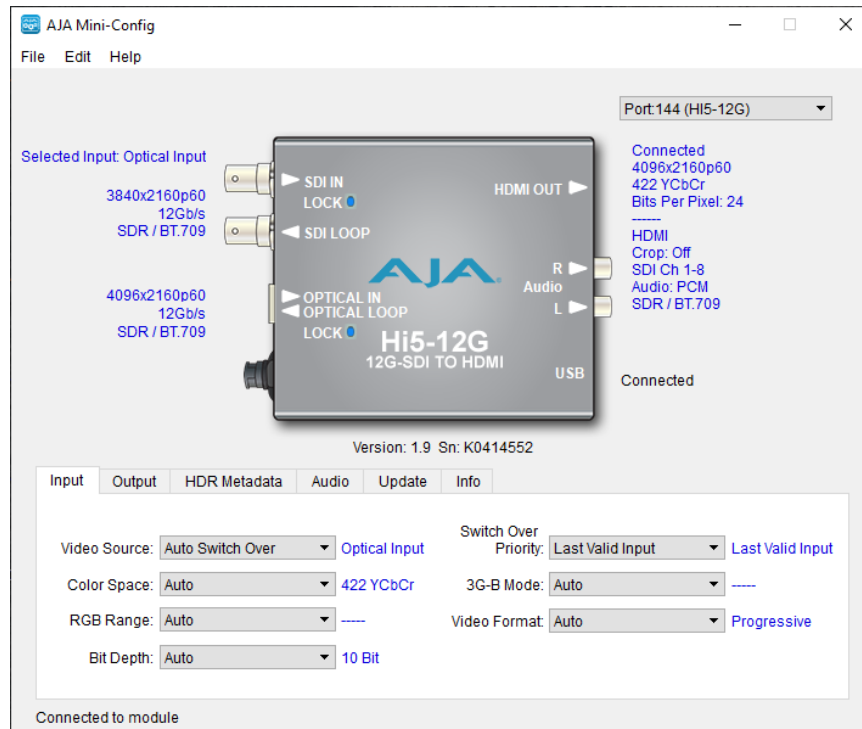 AJA Mini-Config
File Edit Help
Port:144 (HI5-12G)
Selected Input: Optical Input
3840x2160p60
12Gb/s
SDR / BT.709
4096x2160p60
12Gb/s
SDR / BT.709
SDI IN
LOCK
SDI LOOP
OPTICAL IN
OPTICAL LOOP
LOCK
AJA
Hi5-12G
12G-SDI TO HDMI
HDMI OUT
R
Audio
L
USB
Connected
4096x2160p60
422 YCbCr
Bits Per Pixel: 24
------
HDMI
Crop: Off
SDI Ch 1-8
Audio: PCM
SDR / BT.709
Connected
Version: 1.9 Sn: K0414552
Input Output HDR Metadata Audio Update Info
Video Source: Auto Switch Over Optical Input
Color Space: Auto 422 YCbCr
RGB Range: Auto -----
Bit Depth: Auto 10 Bit
Switch Over
Priority: Last Valid Input Last Valid Input
3G-B Mode: Auto -----
Video Format: Auto Progressive
Connected to module